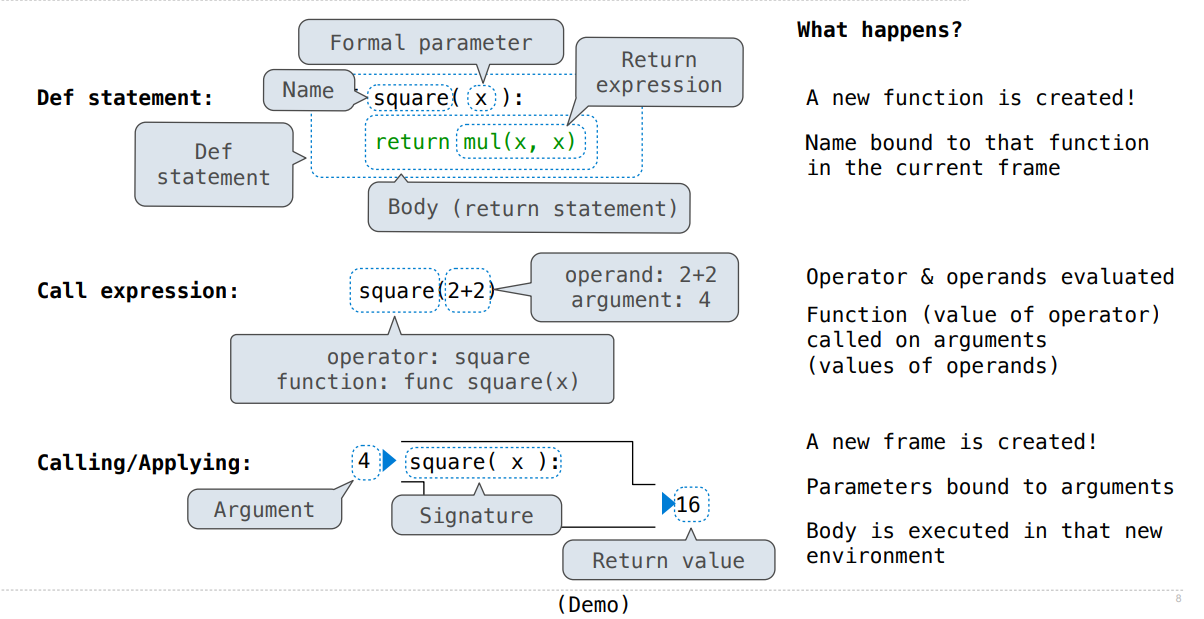 What happens?
Formal parameter
Return
expression
Name
Def statement:
square( x ):
A new function is created!
Def
statement
return mul(x, x)
Name bound to that function
in the current frame
Body (return statement)
Call expression:
square(2+2)
operand: 2+2
argument: 4
Operator & operands evaluated
operator: square
function: func square(x)
Function (value of operator)
called on arguments
(values of operands)
Calling/Applying:
4
square( x ):
A new frame is created!
Argument
Signature
16
Parameters bound to arguments
Return value
Body is executed in that new
environment
(Demo)
8